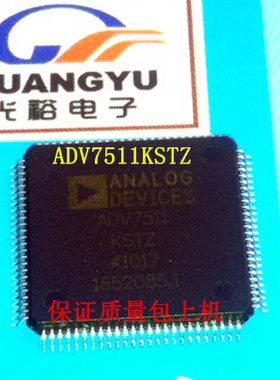 GUANGYU
光裕电子
ADV7511KSTZ
ANALOG
DEVICES
ADV7511
KSTZ
#1017
1852085.1
保证质量包上机